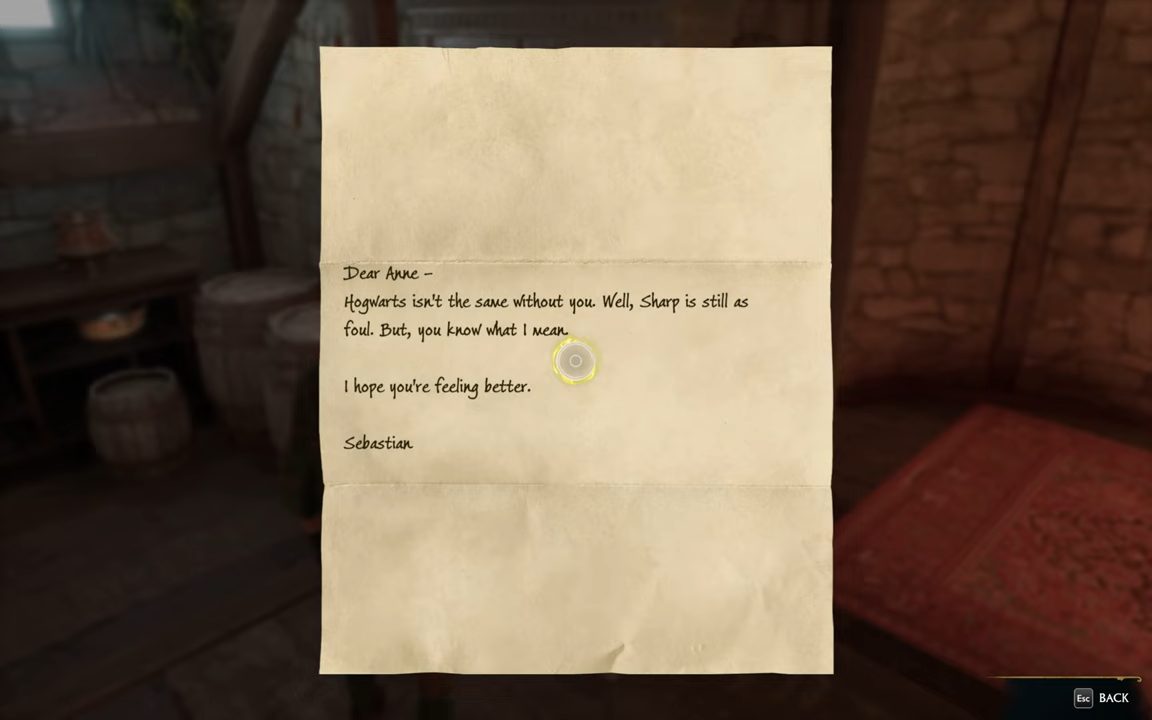 Dear Anne –
Hogwarts isn't the same without you. Well, Sharp is still as
foul. But, you know what I mean.
I hope you're feeling better.
Sebastian
Esc BACK